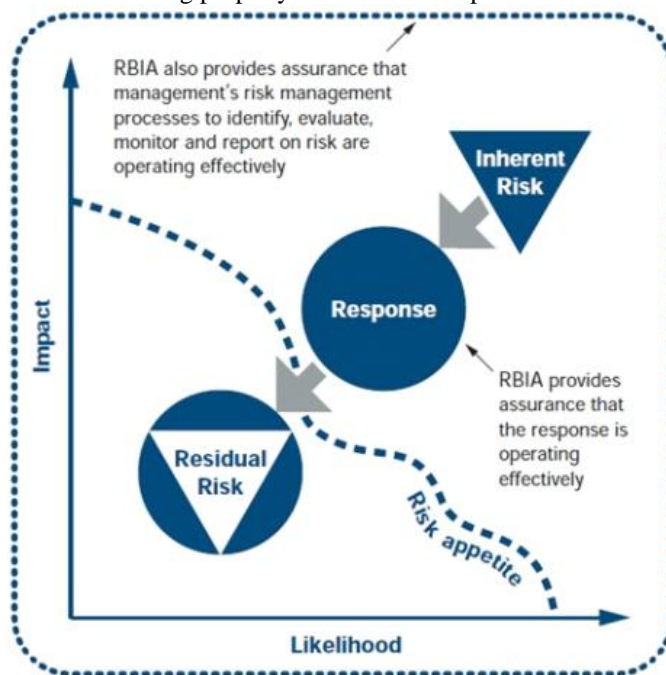 RBIA also provides assurance that
management's risk management
processes to identify, evaluate,
monitor and report on risk are
operating effectively
Inherent
Risk
Response
Impact
RBIA provides
assurance that
the response is
operating
effectively
Residual
Risk
Risk appetite
Likelihood